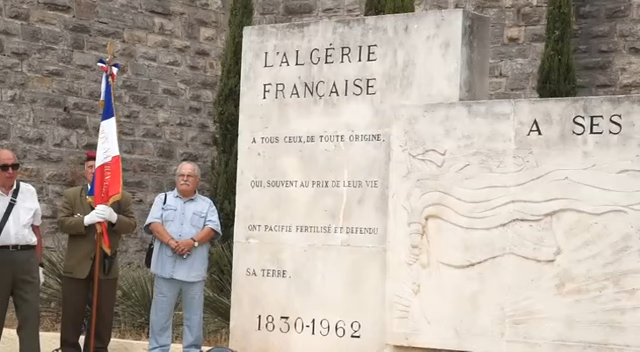 L'ALGÉRIE
FRANÇAISE
A TOUS CEUX, DE TOUTE ORIGINE,
QUI, SOUVENT AU PRIX DE LEUR VIE
ONT PACIFIÉ FERTILISÉ ET DEFENDU
SA TERRE.
1830-1962
A SES